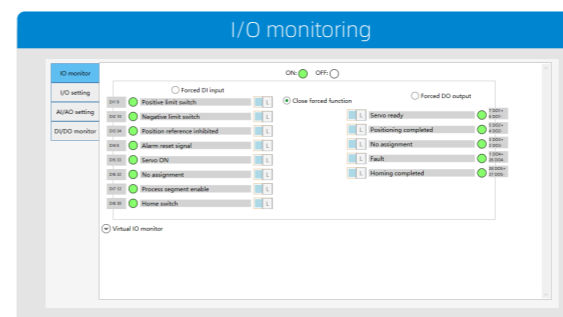 I/O monitoring
IO monitor
I/O setting
AI/AO setting
DI/DO monitor
ON: OFF:
Forced DI input
Close forced function
Forced DO output
Positive limit switch L
Negative limit switch L
Position reference inhibited L
Alarm reset signal L
Servo ON L
No assignment L
Process segment enable L
Home switch L
L Servo ready
L Positioning completed
L No assignment
L Fault
L Homing completed
Virtual IO monitor